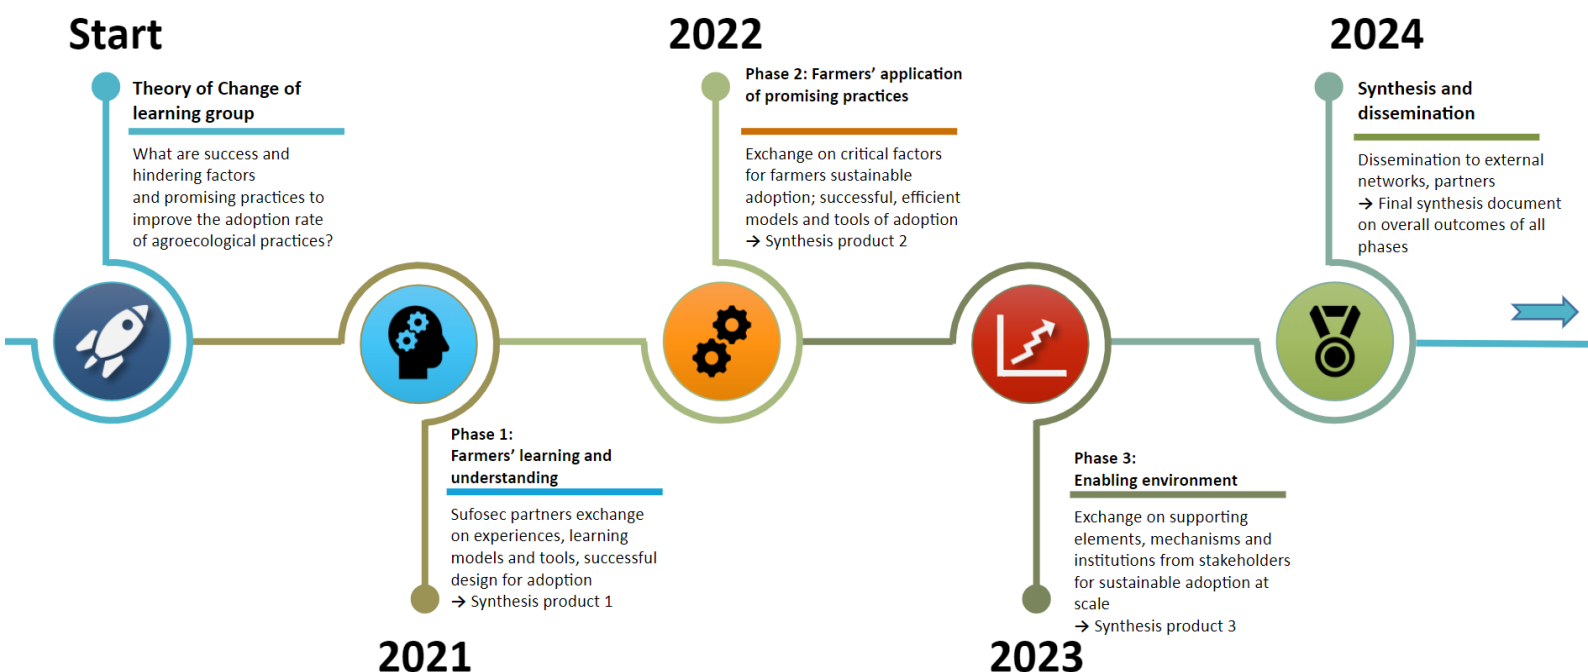 Start
Theory of Change of
learning group
What are success and
hindering factors
and promising practices to
improve the adoption rate
of agroecological practices?
Phase 1:
Farmers’ learning and
understanding
Sufosec partners exchange
on experiences, learning
models and tools, successful
design for adoption
→ Synthesis product 1
2021
2022
Phase 2: Farmers’ application
of promising practices
Exchange on critical factors
for farmers sustainable
adoption; successful, efficient
models and tools of adoption
→ Synthesis product 2
Phase 3:
Enabling environment
Exchange on supporting
elements, mechanisms and
institutions from stakeholders
for sustainable adoption at
scale
→ Synthesis product 3
2023
2024
Synthesis and
dissemination
Dissemination to external
networks, partners
→ Final synthesis document
on overall outcomes of all
phases